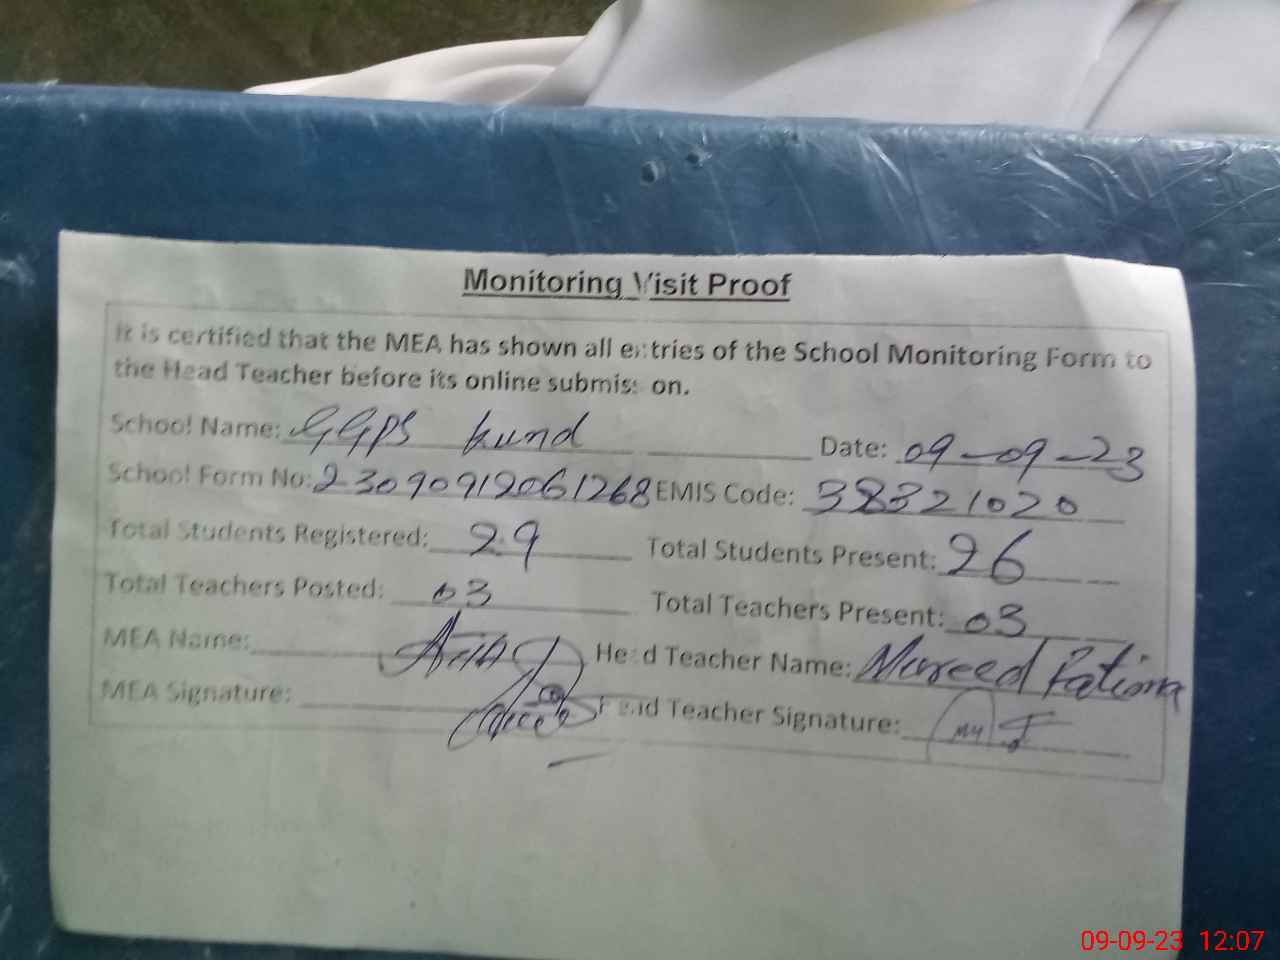 Monitoring Visit Proof
It is certified that the MEA has shown all entries of the School Monitoring Form to
the Head Teacher before its online submission.
School Name: GGPS kund Date: 09-09-23
School Form No: 23090912061268 EMIS Code: 38321020
Total Students Registered: 29 Total Students Present: 26
Total Teachers Posted: 03 Total Teachers Present: 03
MEA Name: Head Teacher Name: Mureed Fatima
MEA Signature: Head Teacher Signature:
09-09-23 12:07